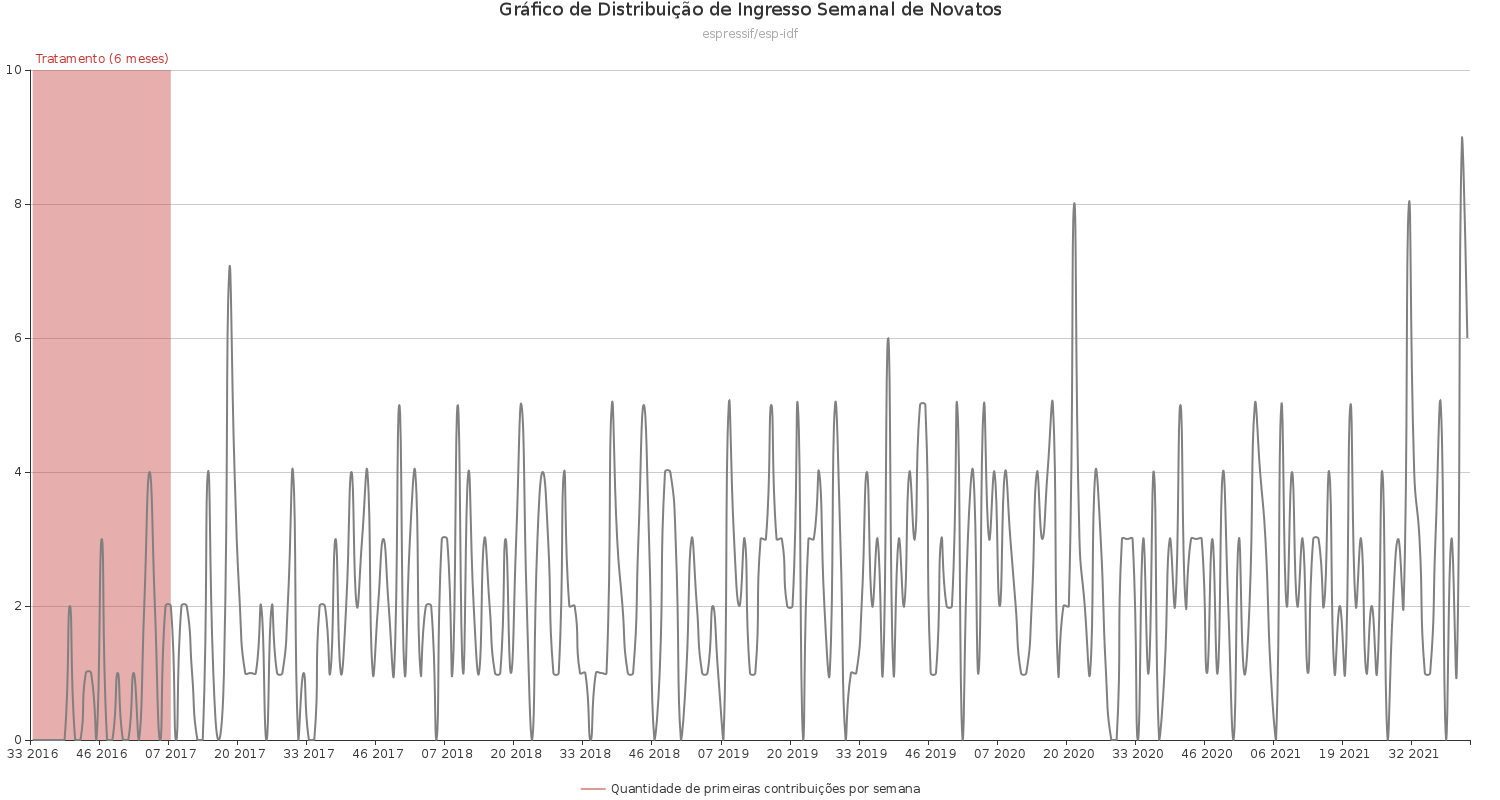 Gráfico de Distribuição de Ingresso Semanal de Novatos
espressif/esp-idf
Tratamento (6 meses)
10
8
6
4
2
0
33 2016 46 2016 07 2017 20 2017 33 2017 46 2017 07 2018 20 2018 33 2018 46 2018 07 2019 20 2019 33 2019 46 2019 07 2020 20 2020 33 2020 46 2020 06 2021 19 2021 32 2021
Quantidade de primeiras contribuições por semana